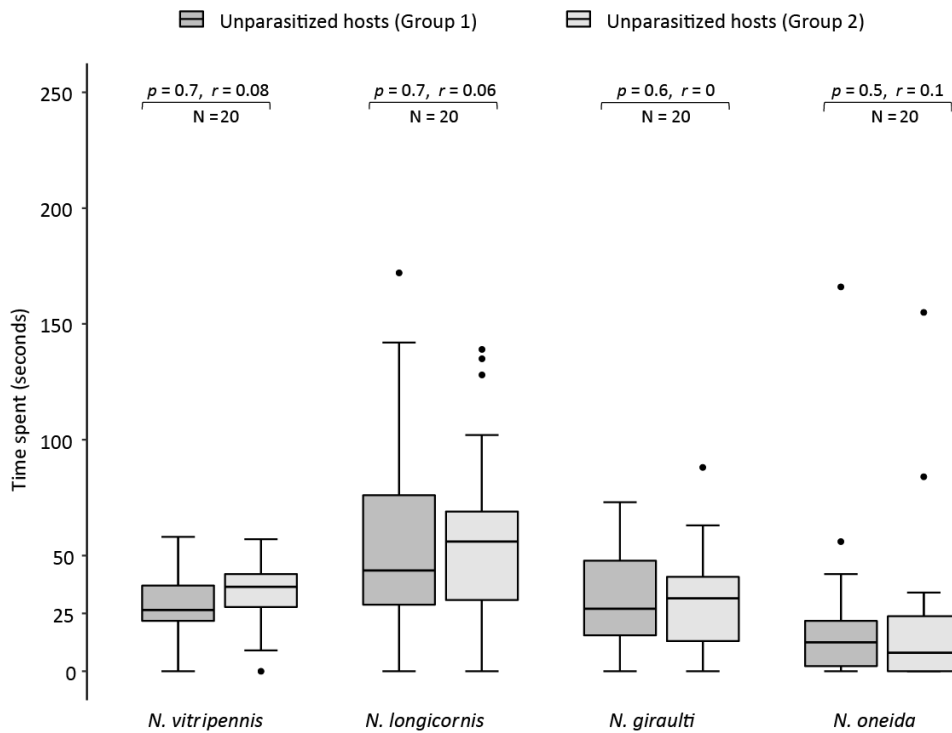 Unparasitized hosts (Group 1) Unparasitized hosts (Group 2)
p = 0.7, r = 0.08 p = 0.7, r = 0.06 p = 0.6, r = 0 p = 0.5, r = 0.1
N = 20 N = 20 N = 20 N = 20
Time spent (seconds)
250
200
150
100
50
25
0
N. vitripennis N. longicornis N. giraulti N. oneida